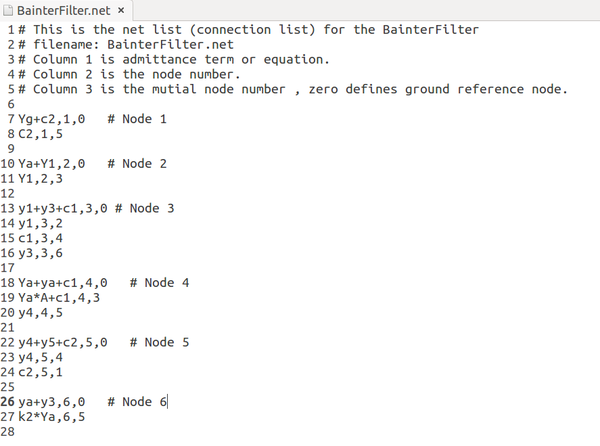 BainterFilter.net ×
1 # This is the net list (connection list) for the BainterFilter
2 # filename: BainterFilter.net
3 # Column 1 is admittance term or equation.
4 # Column 2 is the node number.
5 # Column 3 is the mutial node number , zero defines ground reference node.
6
7 Yg+c2,1,0   # Node 1
8 C2,1,5
9
10 Ya+Y1,2,0   # Node 2
11 Y1,2,3
12
13 y1+y3+c1,3,0 # Node 3
14 y1,3,2
15 c1,3,4
16 y3,3,6
17
18 Ya+ya+c1,4,0   # Node 4
19 Ya*A+c1,4,3
20 y4,4,5
21
22 y4+y5+c2,5,0   # Node 5
23 y4,5,4
24 c2,5,1
25
26 ya+y3,6,0   # Node 6
27 k2*Ya,6,5
28